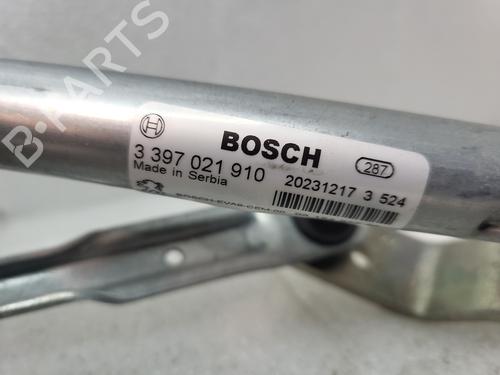 BOSCH
3 397 021 910
Made in Serbia
287
20231217 3 524
B-PARTS